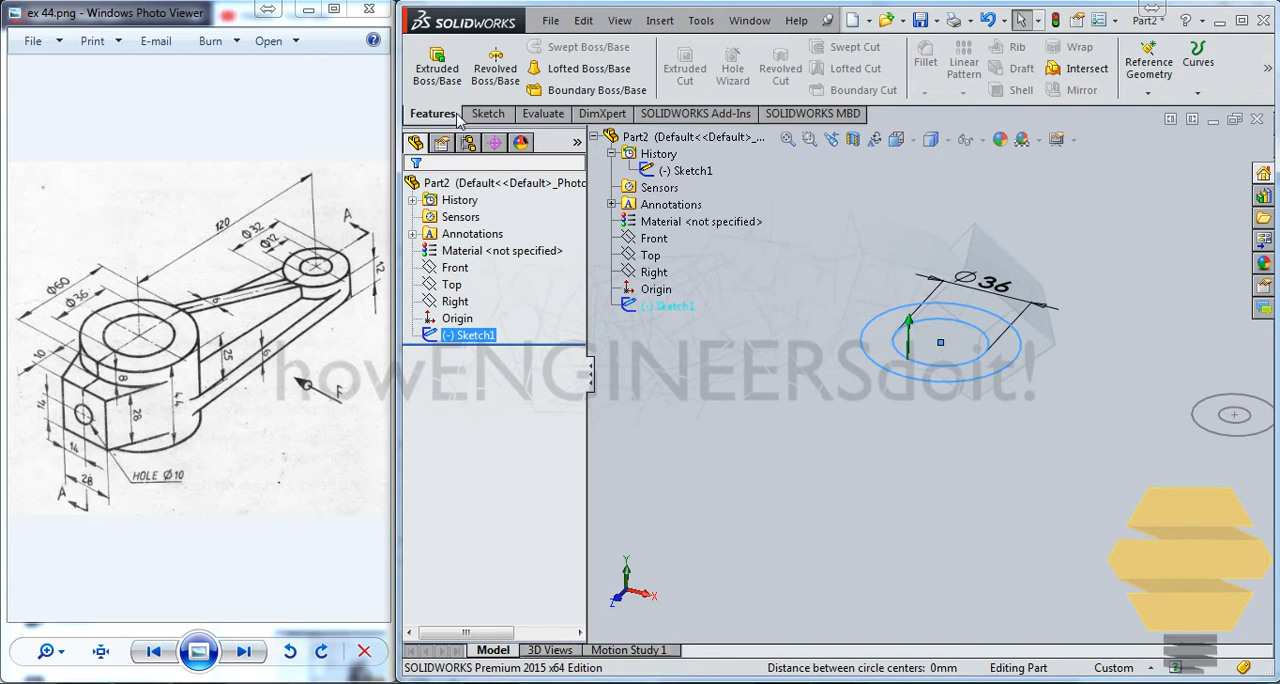 ex 44.png - Windows Photo Viewer
File Print E-mail Burn Open
120
Ø32
Ø12
A
12
Ø60
Ø36
6
10
8
25
6
14
28
44
F
14
HOLE Ø10
28
A
SOLIDWORKS File Edit View Insert Tools Window Help Part2 *
Extruded Boss/Base
Revolved Boss/Base
Swept Boss/Base
Lofted Boss/Base
Boundary Boss/Base
Extruded Cut
Hole Wizard
Revolved Cut
Swept Cut
Lofted Cut
Boundary Cut
Fillet
Linear Pattern
Rib
Draft
Shell
Wrap
Intersect
Mirror
Reference Geometry
Curves
Features Sketch Evaluate DimXpert SOLIDWORKS Add-Ins SOLIDWORKS MBD
Part2 (Default<<Default>_Photo
History
Sensors
Annotations
Material <not specified>
Front
Top
Right
Origin
(-) Sketch1
Part2 (Default<<Default>_...
History
(-) Sketch1
Sensors
Annotations
Material <not specified>
Front
Top
Right
Origin
(-) Sketch1
Ø36
howENGINEERSdoit!
Y
X
Z
Model 3D Views Motion Study 1
SOLIDWORKS Premium 2015 x64 Edition Distance between circle centers: 0mm Editing Part Custom